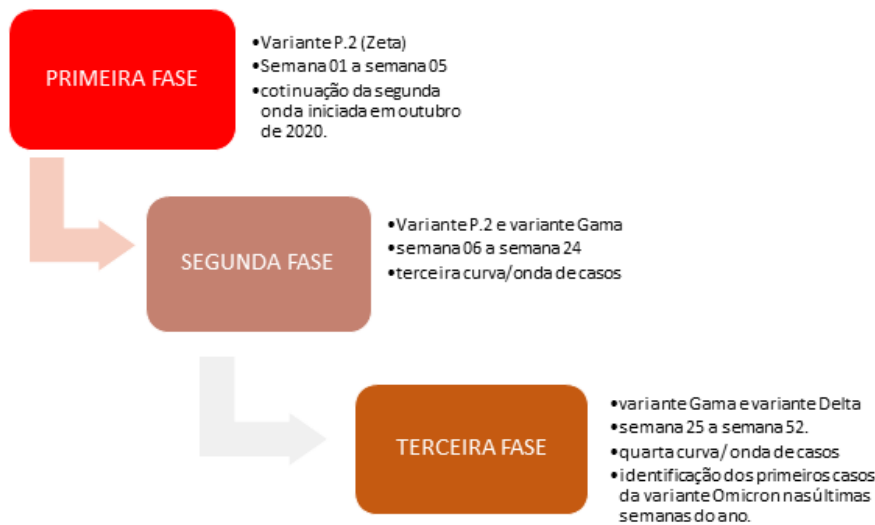 PRIMEIRA FASE
•Variante P.2 (Zeta)
•Semana 01 a semana 05
•cotinuação da segunda
onda iniciada em outubro
de 2020.
SEGUNDA FASE
•Variante P.2 e variante Gama
•semana 06 a semana 24
•terceira curva/onda de casos
TERCEIRA FASE
•variante Gama e variante Delta
•semana 25 a semana 52.
•quarta curva/ onda de casos
•identificação dos primeiros casos
da variante Omicron nas últimas
semanas do ano.